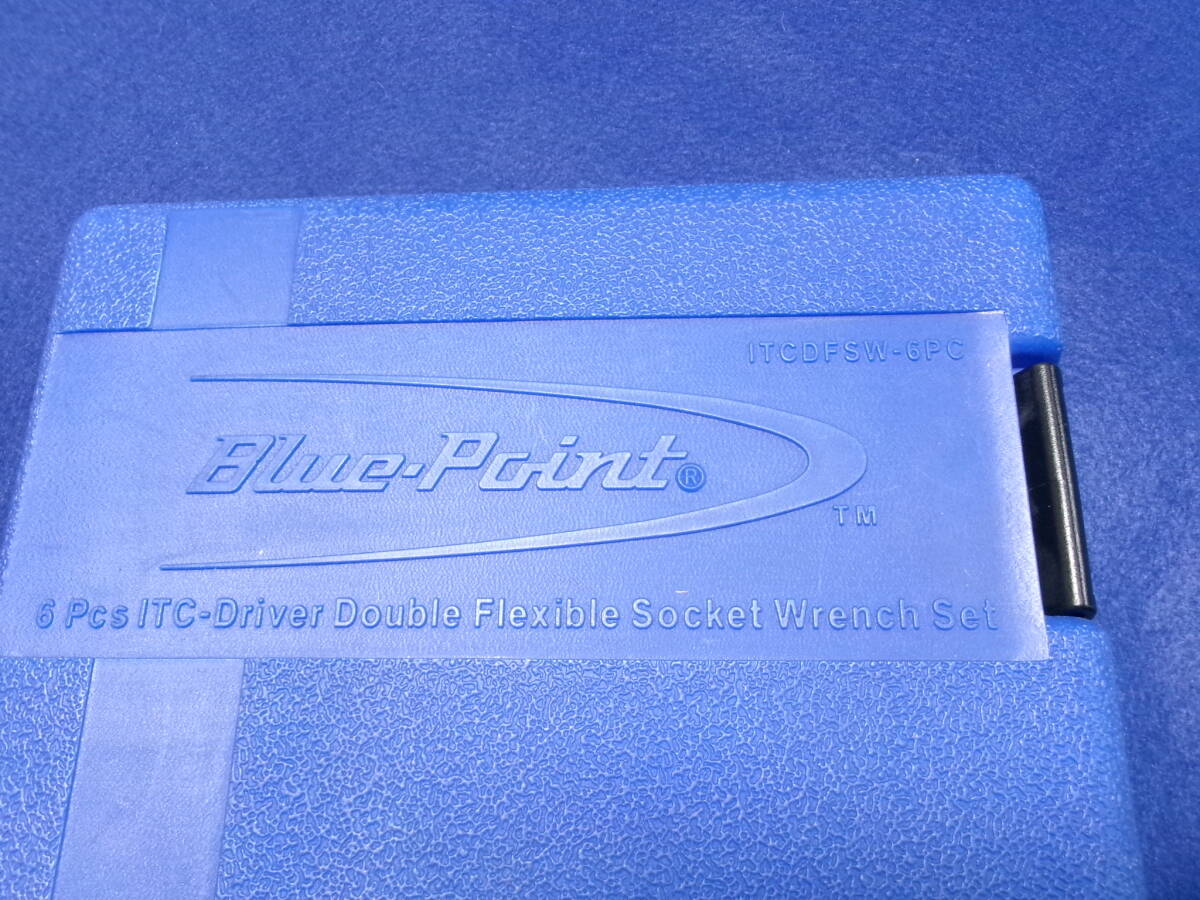 ITCDFSW-6PC
Blue-Point®
TM
6 Pcs ITC-Driver Double Flexible Socket Wrench Set